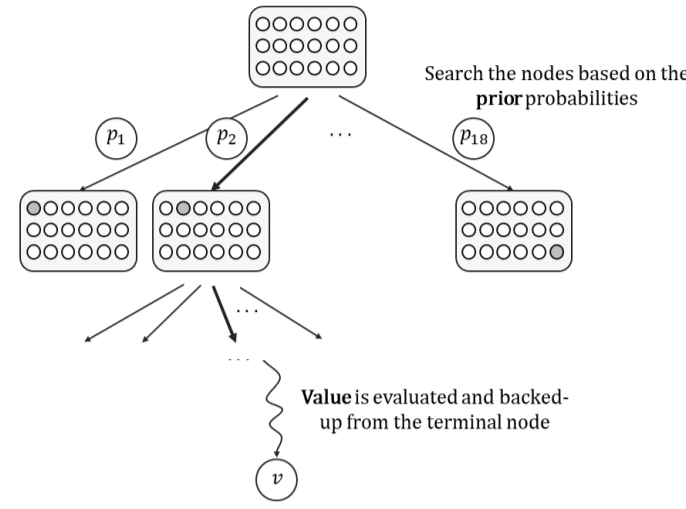 Search the nodes based on the
prior probabilities
p1
p2
...
p18
...
...
Value is evaluated and backed-
up from the terminal node
v